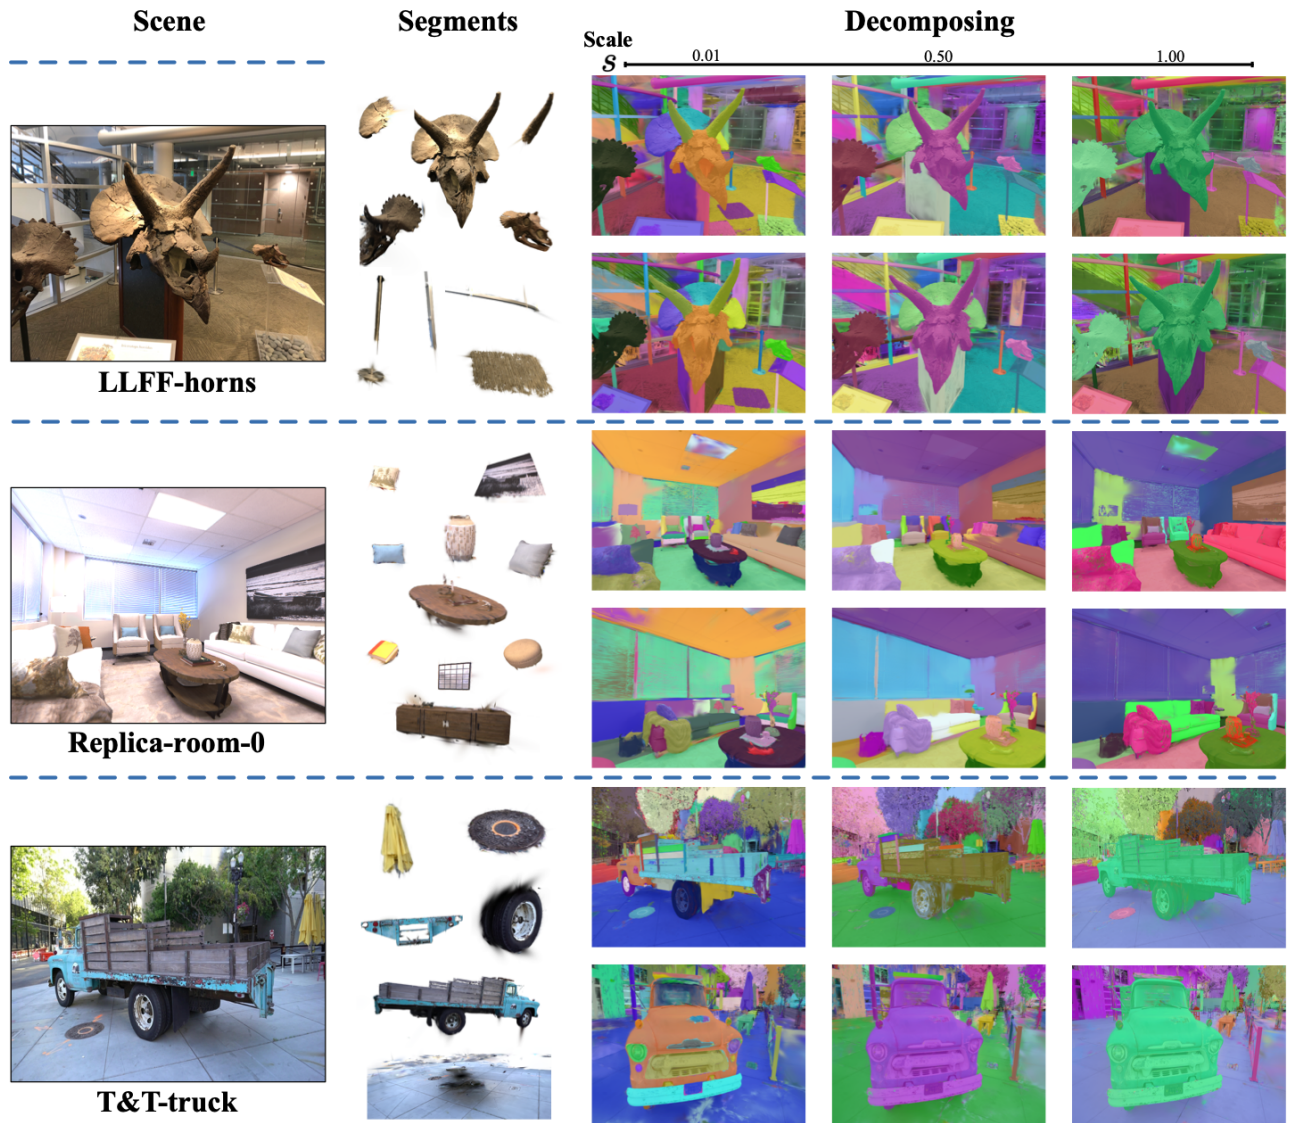 Scene
Segments
Decomposing
Scale
S
0.01
0.50
1.00
LLFF-horns
Replica-room-0
T&T-truck